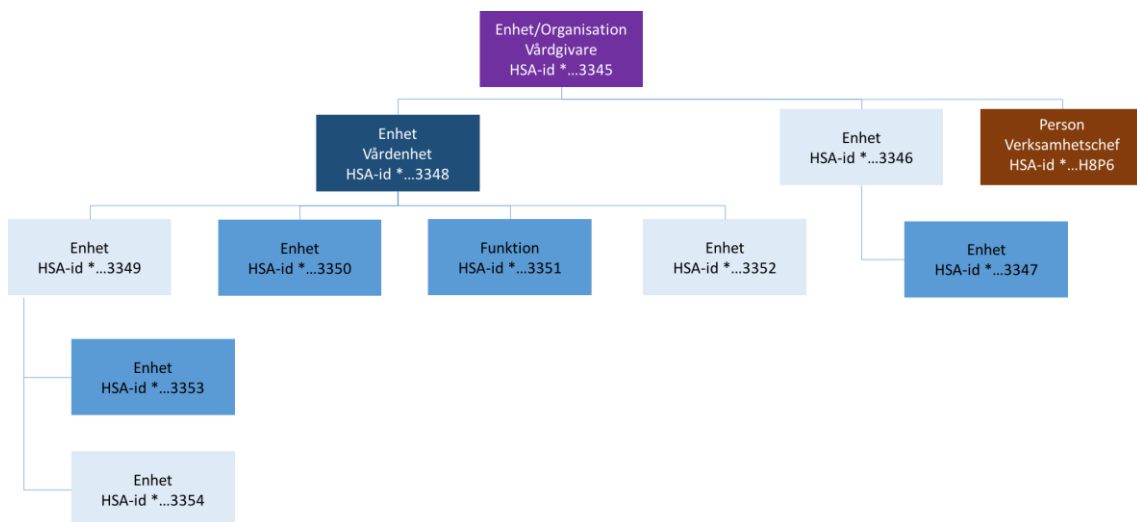 Enhet/Organisation
Vårdgivare
HSA-id *...3345
Enhet
Vårdenhet
HSA-id *...3348
Enhet
HSA-id *...3346
Person
Verksamhetschef
HSA-id *...H8P6
Enhet
HSA-id *...3349
Enhet
HSA-id *...3350
Funktion
HSA-id *...3351
Enhet
HSA-id *...3352
Enhet
HSA-id *...3347
Enhet
HSA-id *...3353
Enhet
HSA-id *...3354